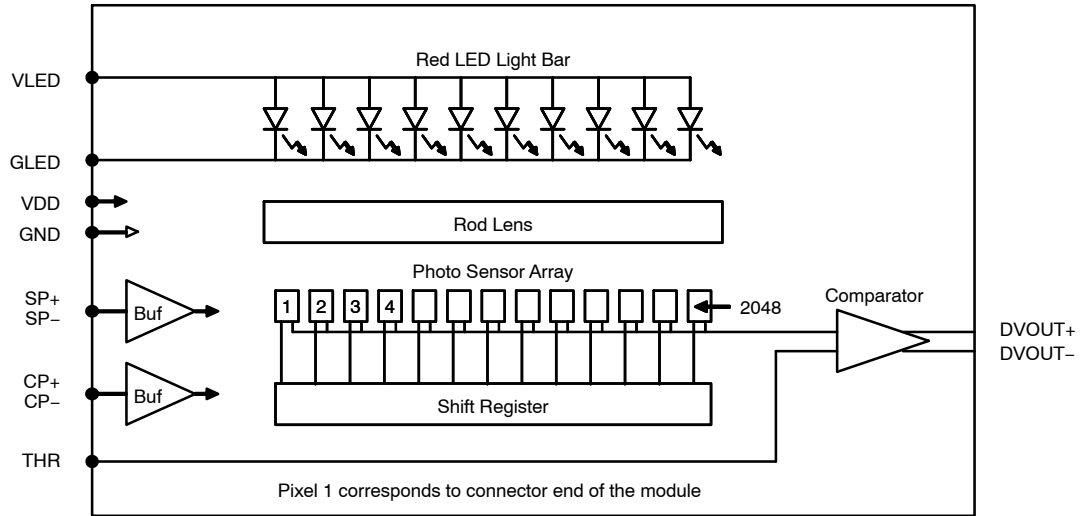 Red LED Light Bar
VLED
GLED
VDD
GND
Rod Lens
Photo Sensor Array
SP+
SP−
Buf
1 2 3 4
2048
Comparator
DVOUT+
DVOUT−
CP+
CP−
Buf
Shift Register
THR
Pixel 1 corresponds to connector end of the module